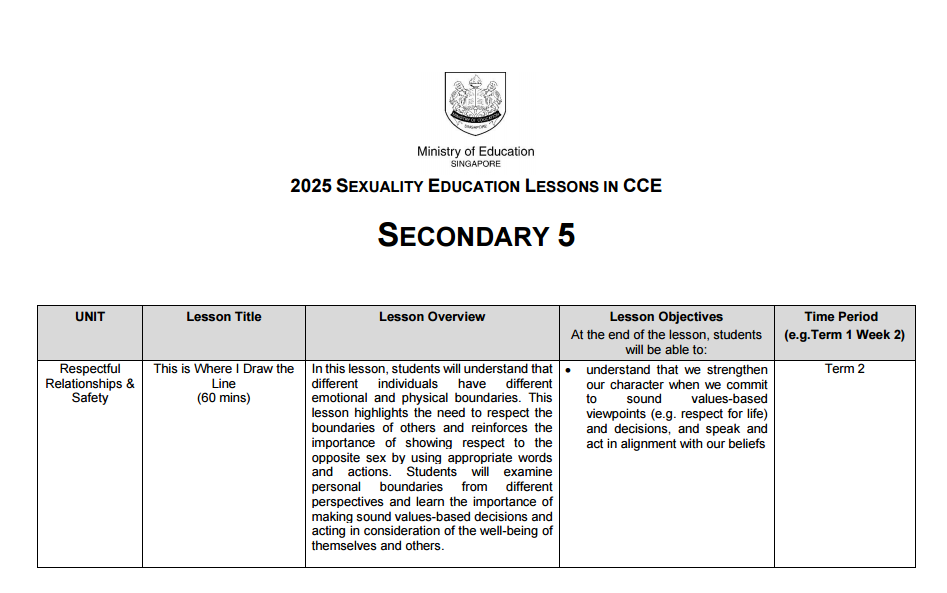 Ministry of Education
SINGAPORE
2025 SEXUALITY EDUCATION LESSONS IN CCE
SECONDARY 5
UNIT
Lesson Title
Lesson Overview
Lesson Objectives
At the end of the lesson, students
will be able to:
Time Period
(e.g.Term 1 Week 2)
Respectful
Relationships &
Safety
This is Where I Draw the
Line
(60 mins)
In this lesson, students will understand that
different individuals have different
emotional and physical boundaries. This
lesson highlights the need to respect the
boundaries of others and reinforces the
importance of showing respect to the
opposite sex by using appropriate words
and actions. Students will examine
personal boundaries from different
perspectives and learn the importance of
making sound values-based decisions and
acting in consideration of the well-being of
themselves and others.
• understand that we strengthen
our character when we commit
to sound values-based
viewpoints (e.g. respect for life)
and decisions, and speak and
act in alignment with our beliefs
Term 2